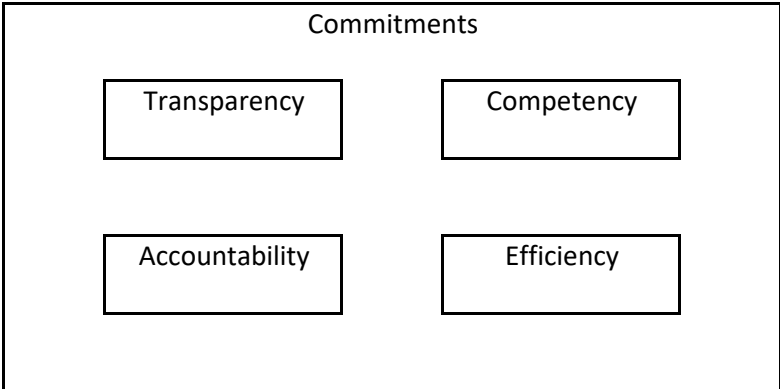 Commitments
Transparency
Competency
Accountability
Efficiency